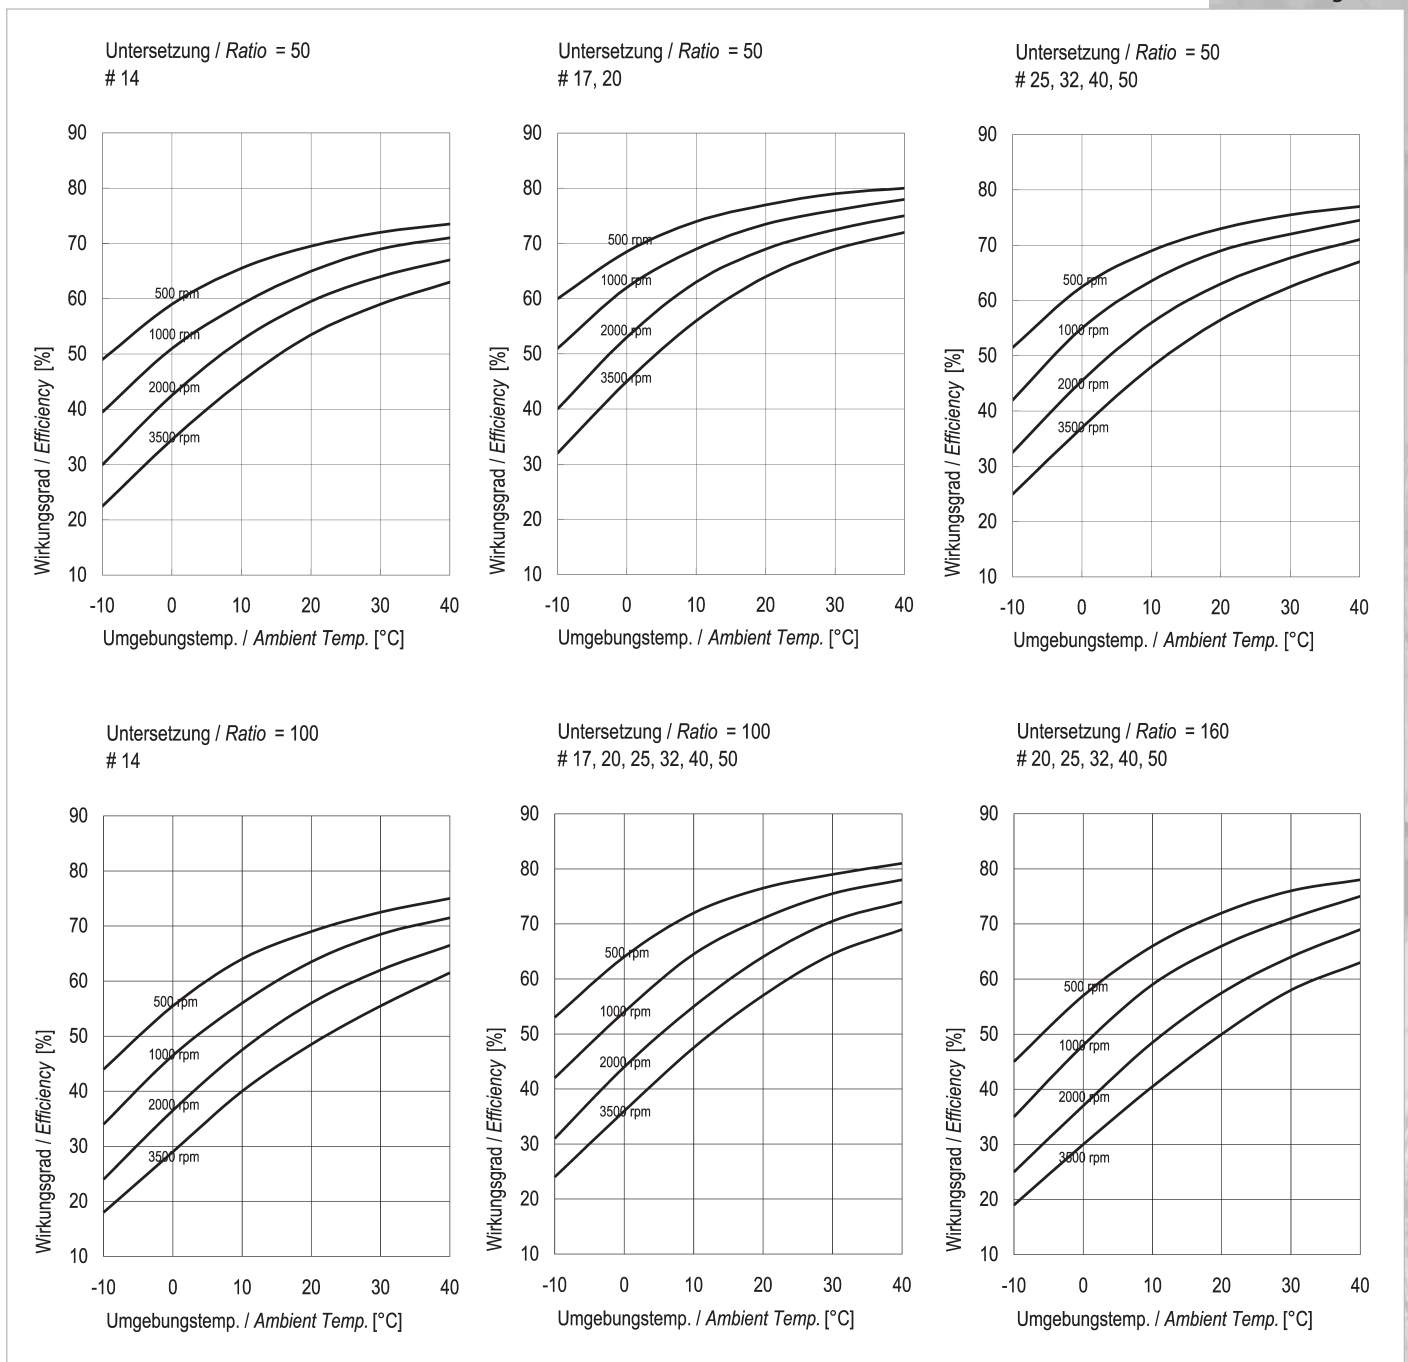 Untersetzung / Ratio = 50
# 14
90
80
70
60
50
40
30
20
10
500 rpm
1000 rpm
2000 rpm
3500 rpm
Wirkungsgrad / Efficiency [%]
-10 0 10 20 30 40
Umgebungstemp. / Ambient Temp. [°C]
Untersetzung / Ratio = 50
# 17, 20
90
80
70
60
50
40
30
20
10
500 rpm
1000 rpm
2000 rpm
3500 rpm
Wirkungsgrad / Efficiency [%]
-10 0 10 20 30 40
Umgebungstemp. / Ambient Temp. [°C]
Untersetzung / Ratio = 50
# 25, 32, 40, 50
90
80
70
60
50
40
30
20
10
500 rpm
1000 rpm
2000 rpm
3500 rpm
Wirkungsgrad / Efficiency [%]
-10 0 10 20 30 40
Umgebungstemp. / Ambient Temp. [°C]
Untersetzung / Ratio = 100
# 14
90
80
70
60
50
40
30
20
10
500 rpm
1000 rpm
2000 rpm
3500 rpm
Wirkungsgrad / Efficiency [%]
-10 0 10 20 30 40
Umgebungstemp. / Ambient Temp. [°C]
Untersetzung / Ratio = 100
# 17, 20, 25, 32, 40, 50
90
80
70
60
50
40
30
20
10
500 rpm
1000 rpm
2000 rpm
3500 rpm
Wirkungsgrad / Efficiency [%]
-10 0 10 20 30 40
Umgebungstemp. / Ambient Temp. [°C]
Untersetzung / Ratio = 160
# 20, 25, 32, 40, 50
90
80
70
60
50
40
30
20
10
500 rpm
1000 rpm
2000 rpm
3500 rpm
Wirkungsgrad / Efficiency [%]
-10 0 10 20 30 40
Umgebungstemp. / Ambient Temp. [°C]